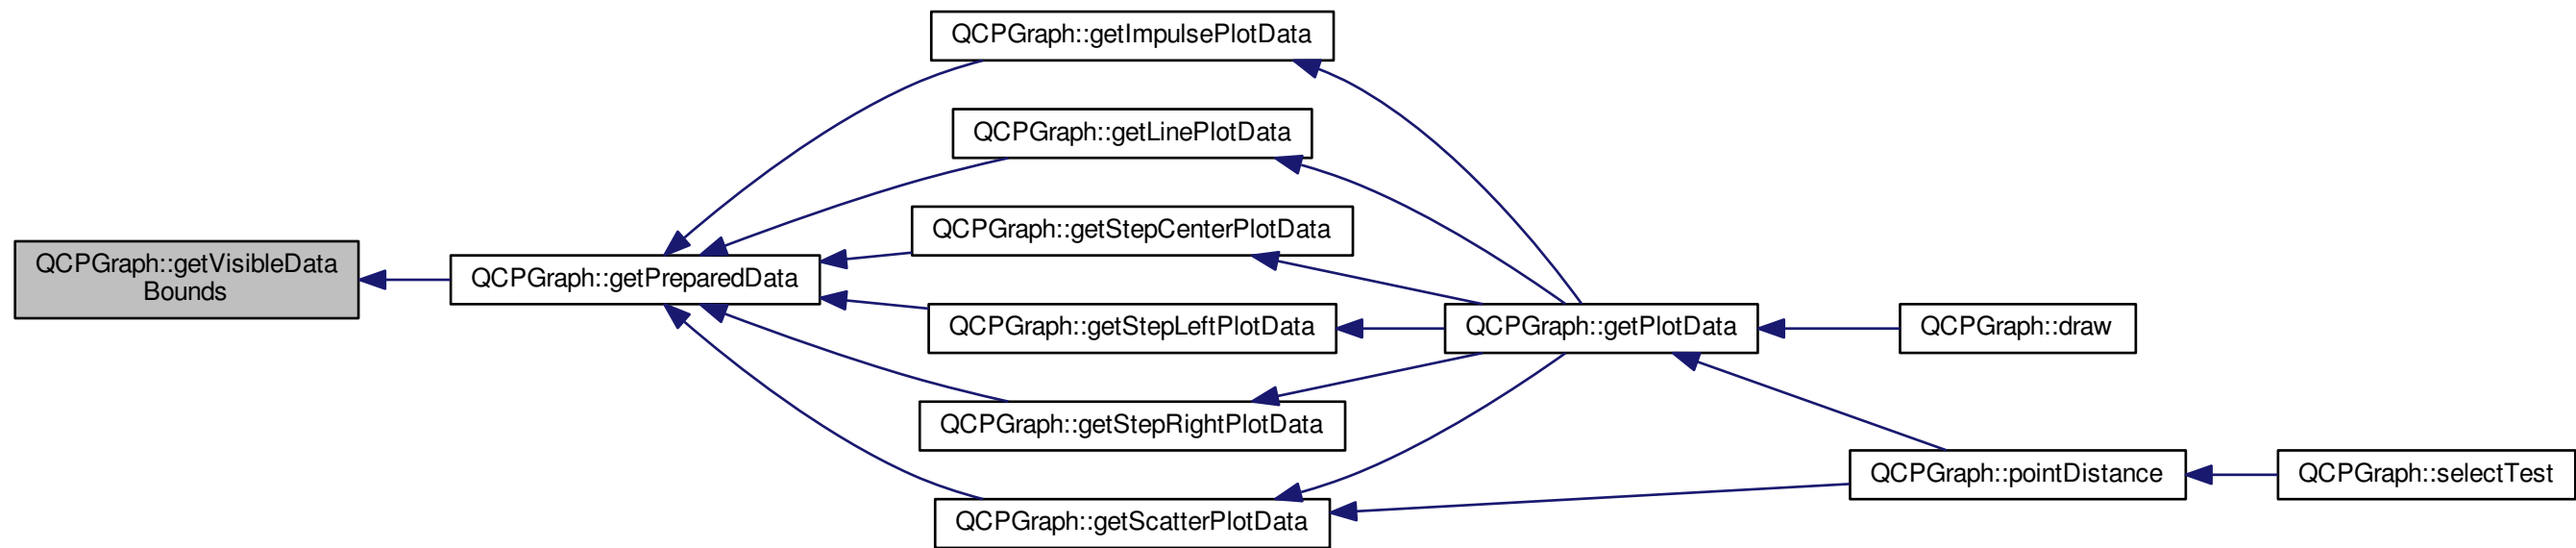 QCPGraph::getImpulsePlotData
QCPGraph::getLinePlotData
QCPGraph::getStepCenterPlotData
QCPGraph::getVisibleData
Bounds
QCPGraph::getPreparedData
QCPGraph::getStepLeftPlotData
QCPGraph::getPlotData
QCPGraph::draw
QCPGraph::getStepRightPlotData
QCPGraph::pointDistance
QCPGraph::selectTest
QCPGraph::getScatterPlotData